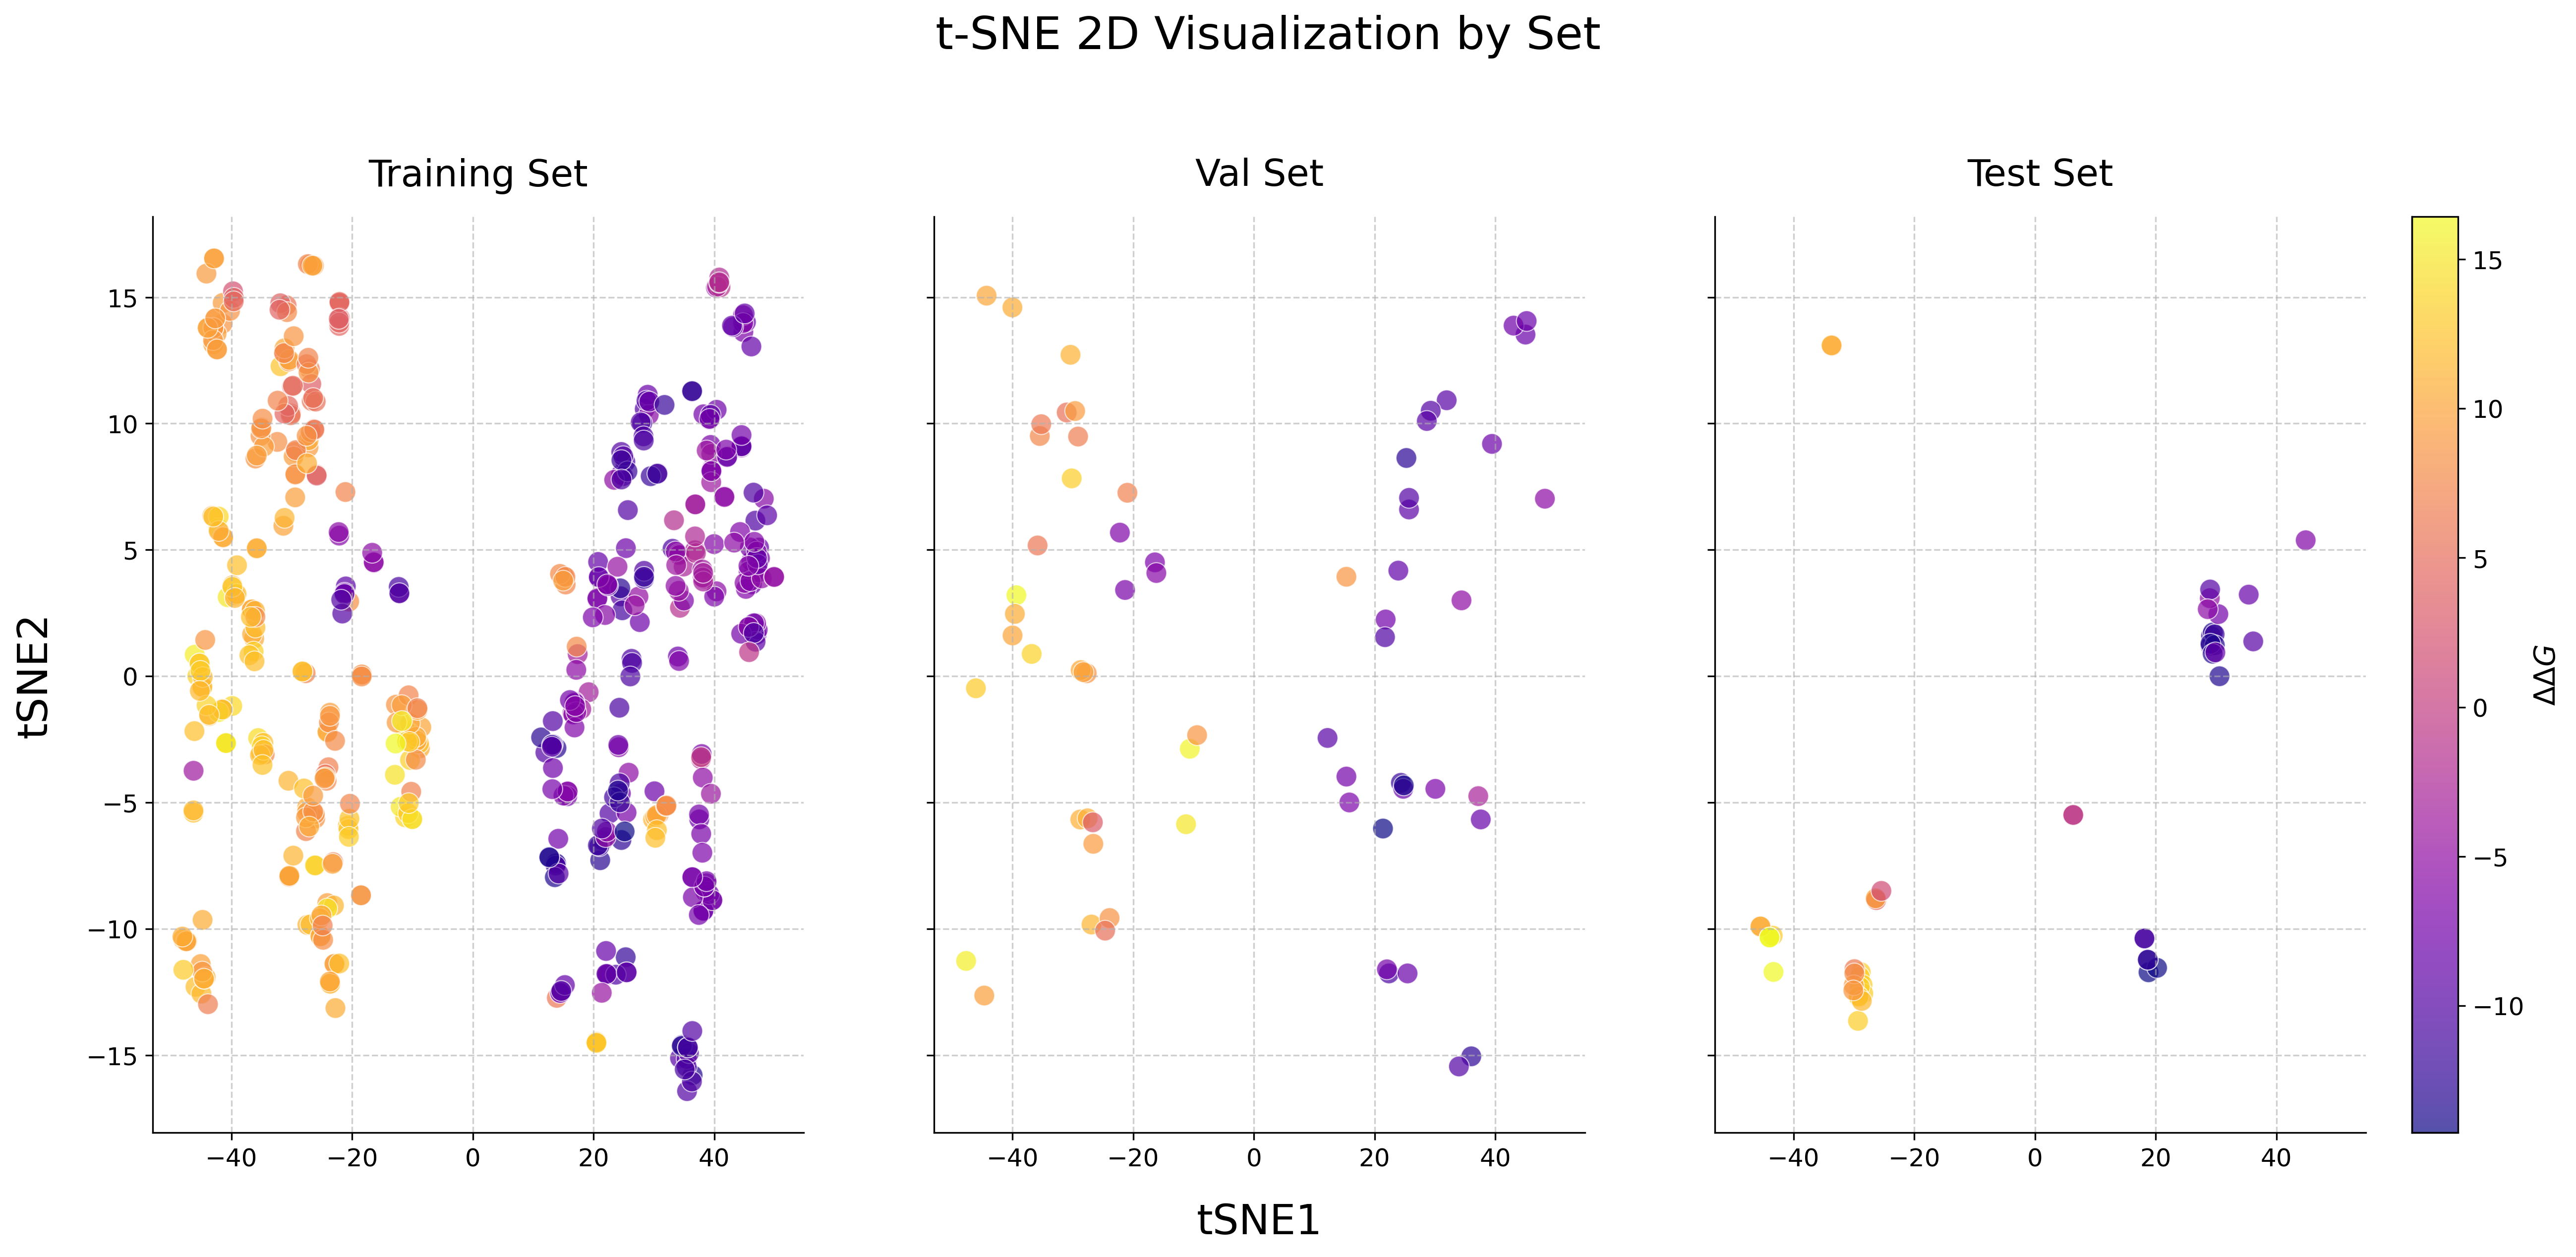 t-SNE 2D Visualization by Set
Training Set
Val Set
Test Set
tSNE2
15
10
5
0
−5
−10
−15
−40 −20 0 20 40
−40 −20 0 20 40
−40 −20 0 20 40
tSNE1
15
10
5
0
−5
−10
ΔΔG